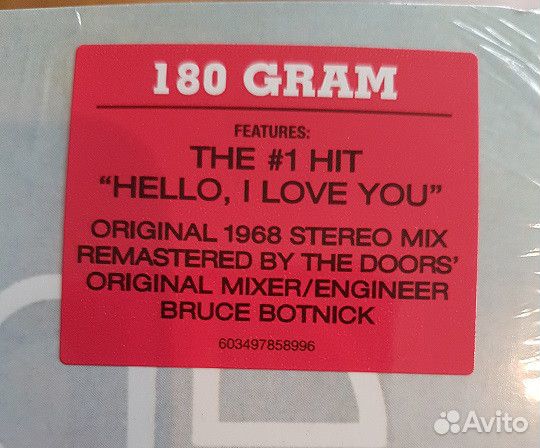 180 GRAM
FEATURES:
THE #1 HIT
“HELLO, I LOVE YOU”
ORIGINAL 1968 STEREO MIX
REMASTERED BY THE DOORS’
ORIGINAL MIXER/ENGINEER
BRUCE BOTNICK
603497858996
Avito